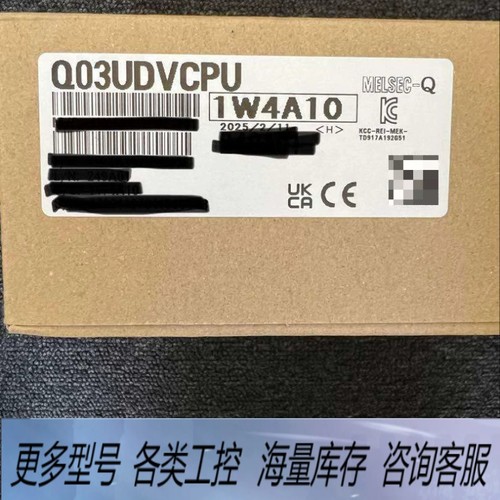 Q03UDVCPU
MELSEC-Q
1W4A10
2025/2/11
<H>
KCC-REI-MEK-
TD917A192G51
UK
CA CE
更多型号 各类工控 海量库存 咨询客服